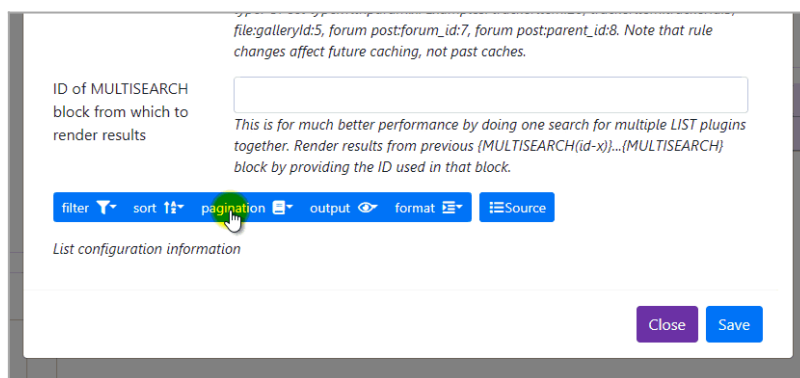 file:galleryId:5, forum post:forum_id:7, forum post:parent_id:8. Note that rule
changes affect future caching, not past caches.
ID of MULTISEARCH
block from which to
render results
This is for much better performance by doing one search for multiple LIST plugins
together. Render results from previous {MULTISEARCH(id-x)}...{MULTISEARCH}
block by providing the ID used in that block.
filter sort pagination output format Source
List configuration information
Close Save